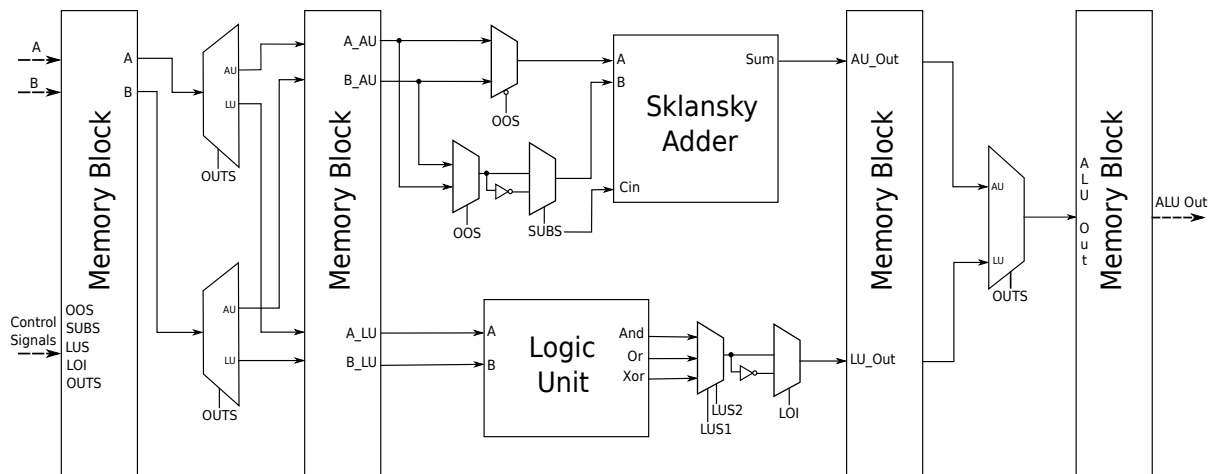 A
B
Control
Signals
Memory Block
A
B
OOS
SUBS
LUS
LOI
OUTS
AU
LU
OUTS
AU
LU
OUTS
Memory Block
A_AU
B_AU
A_LU
B_LU
OOS
OOS
SUBS
A
B
Cin
Sum
Sklansky
Adder
A
B
Logic
Unit
And
Or
Xor
LUS2
LUS1
LOI
Memory Block
AU_Out
LU_Out
AU
LU
OUTS
ALU Out
Memory Block
ALU Out